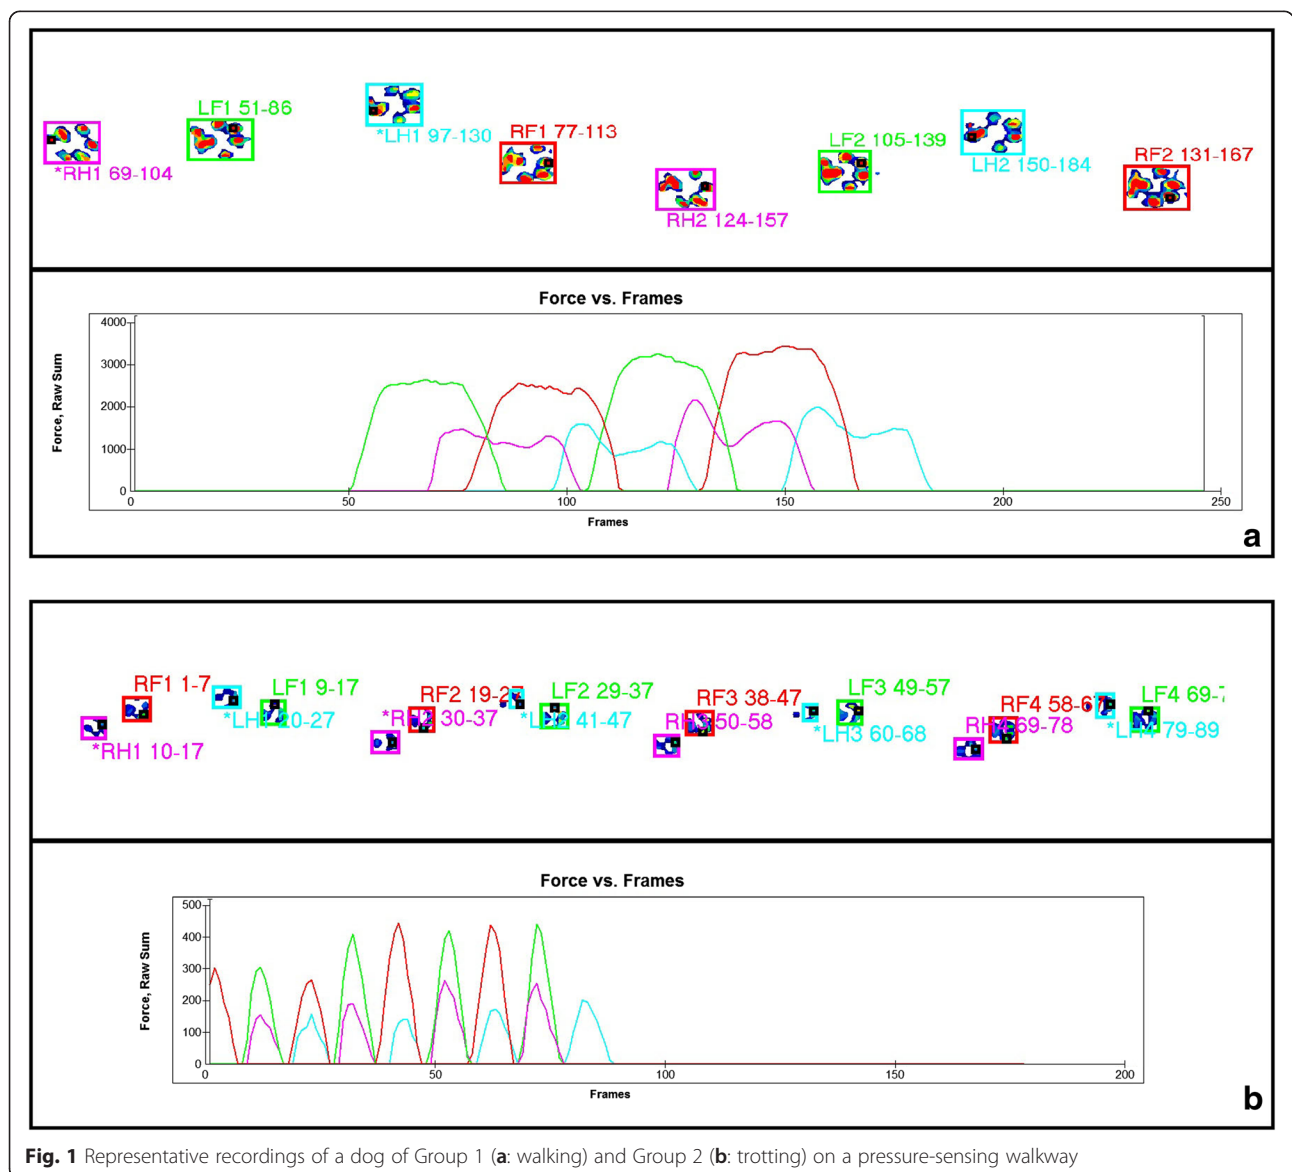 LF1 51-86
*LH1 97-130
RF1 77-113
LF2 105-139
LH2 150-184
RF2 131-167
*RH1 69-104
RH2 124-157
Force vs. Frames
Force, Raw Sum
4000
3000
2000
1000
0
0 50 100 150 200 250
Frames
a
RF1 1-7
LF1 9-17
RF2 19-27
LF2 29-37
RF3 38-47
LF3 49-57
RF4 58-67
LF4 69-7
*RH1 10-17
20-27
30-37
41-47
50-58
*LH3 60-68
69-78
79-89
Force vs. Frames
Force, Raw Sum
500
400
300
200
100
0
0 50 100 150 200
Frames
b
Fig. 1 Representative recordings of a dog of Group 1 (a: walking) and Group 2 (b: trotting) on a pressure-sensing walkway